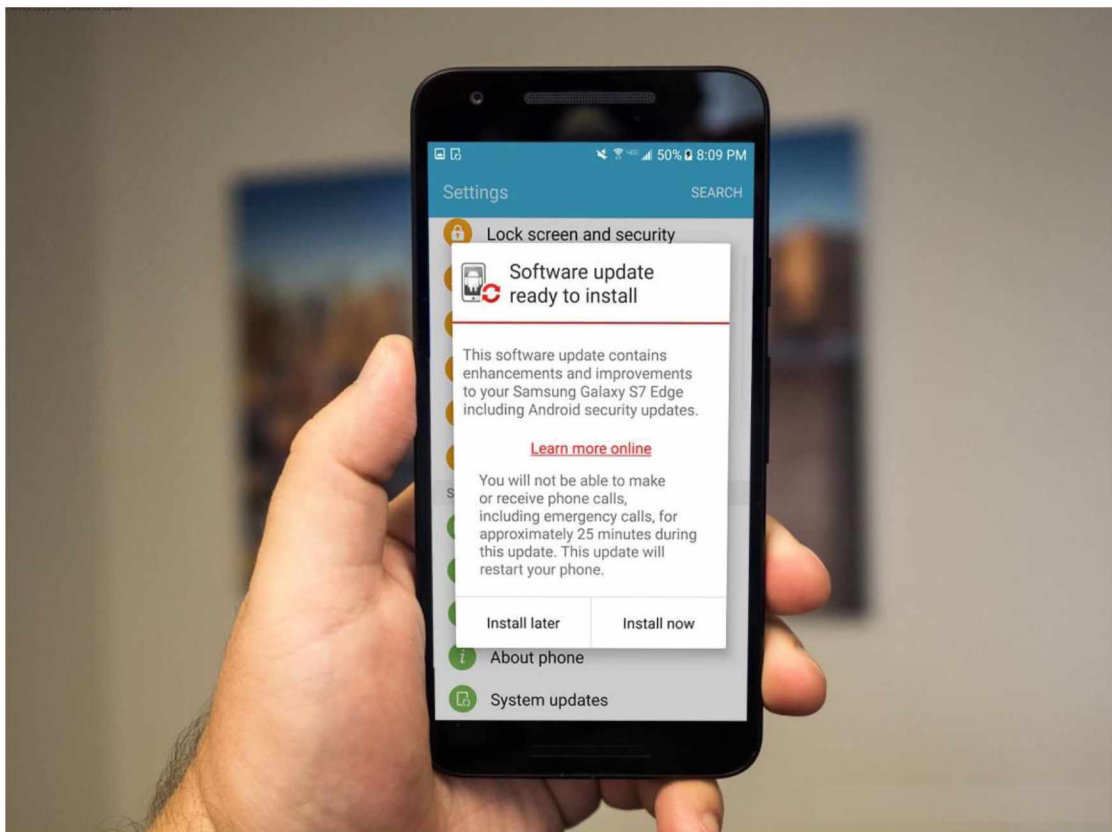 50% 8:09 PM
Settings SEARCH
Lock screen and security
Software update
ready to install
This software update contains
enhancements and improvements
to your Samsung Galaxy S7 Edge
including Android security updates.
Learn more online
You will not be able to make
or receive phone calls,
including emergency calls, for
approximately 25 minutes during
this update. This update will
restart your phone.
Install later Install now
About phone
System updates